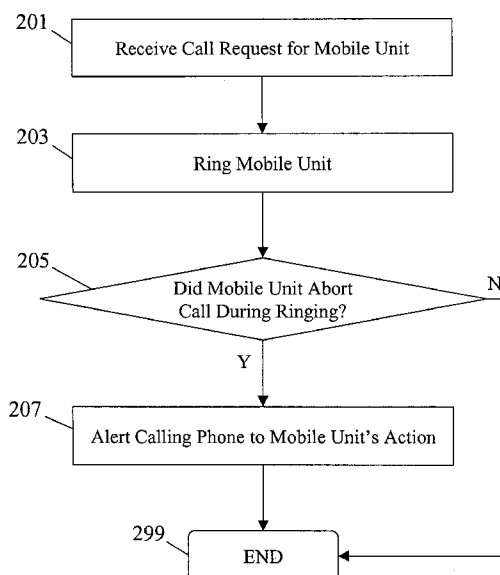 201
Receive Call Request for Mobile Unit
203
Ring Mobile Unit
205
Did Mobile Unit Abort
Call During Ringing?
N
Y
207
Alert Calling Phone to Mobile Unit's Action
299
END